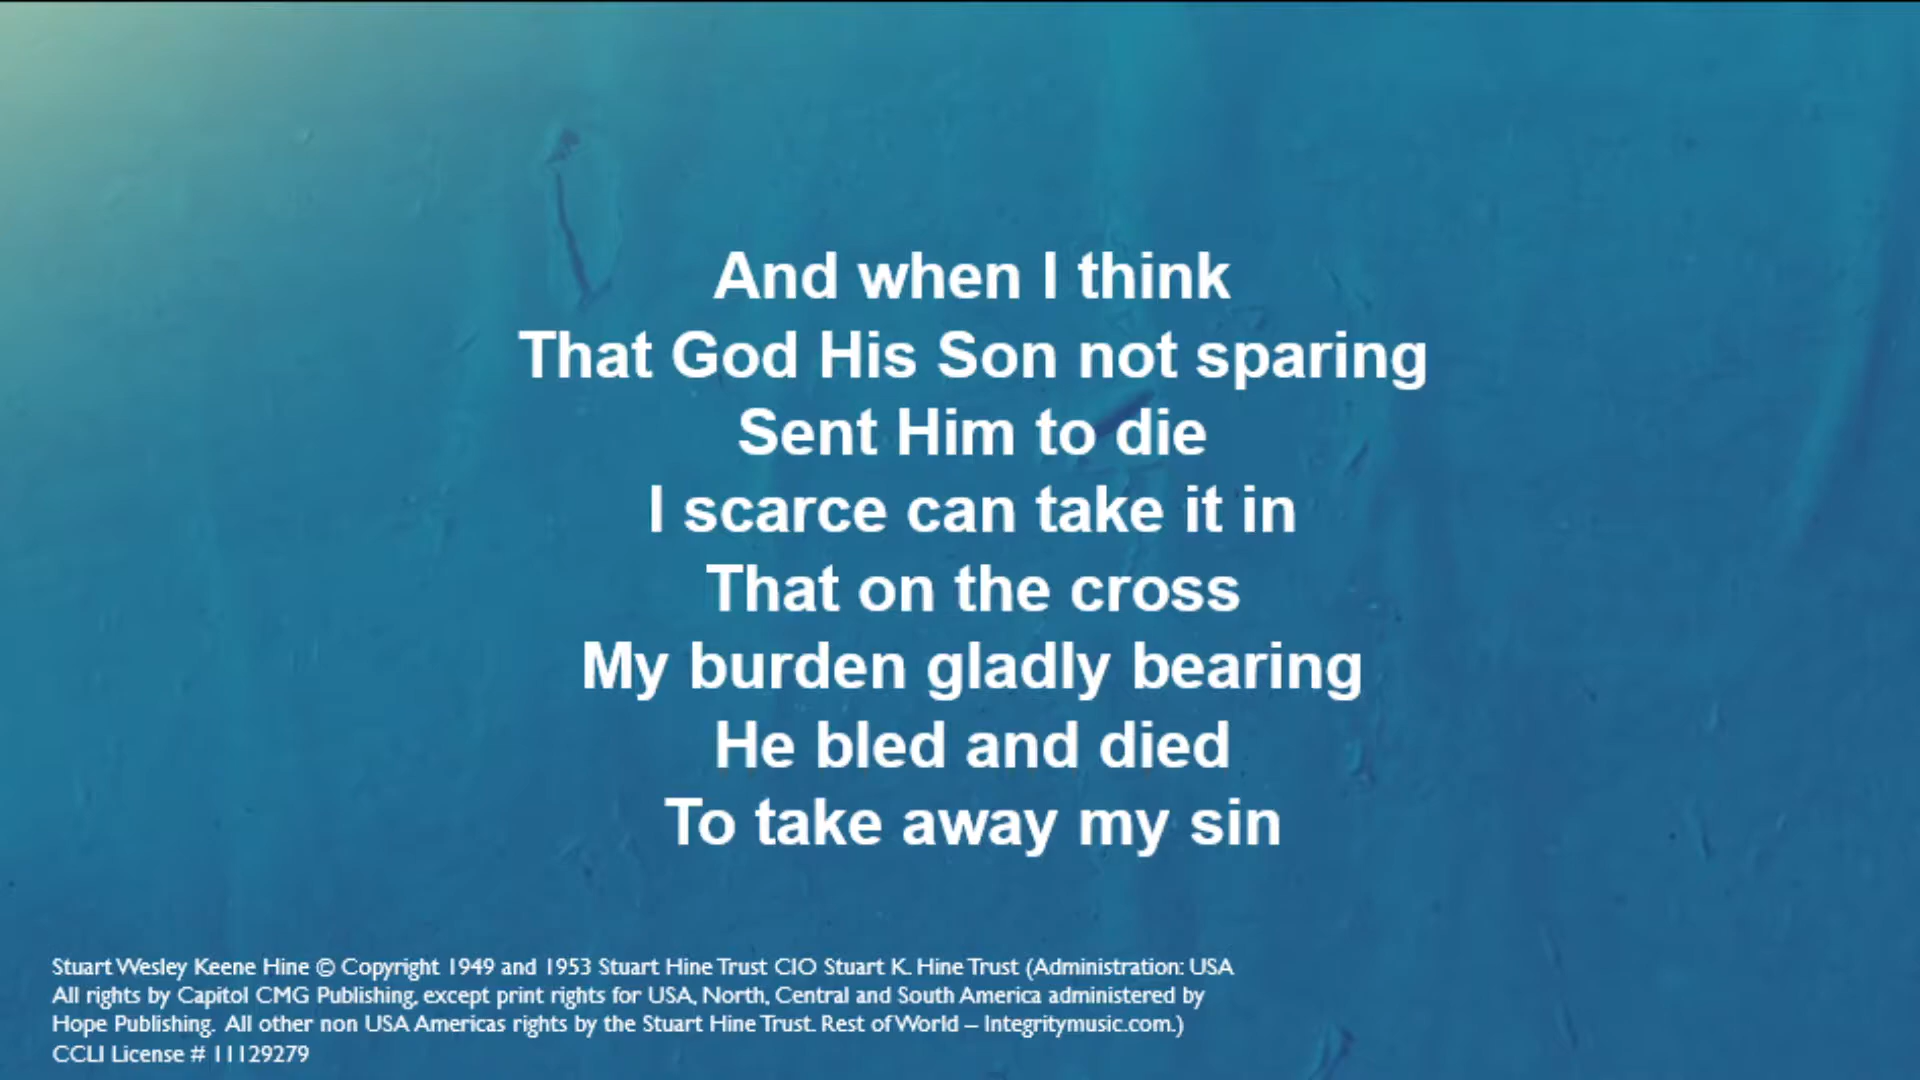 And when I think
That God His Son not sparing
Sent Him to die
I scarce can take it in
That on the cross
My burden gladly bearing
He bled and died
To take away my sin
Stuart Wesley Keene Hine © Copyright 1949 and 1953 Stuart Hine Trust CIO Stuart K. Hine Trust (Administration: USA
All rights by Capitol CMG Publishing, except print rights for USA, North, Central and South America administered by
Hope Publishing. All other non USA Americas rights by the Stuart Hine Trust. Rest of World – Integritymusic.com.)
CCLI License # 11129279